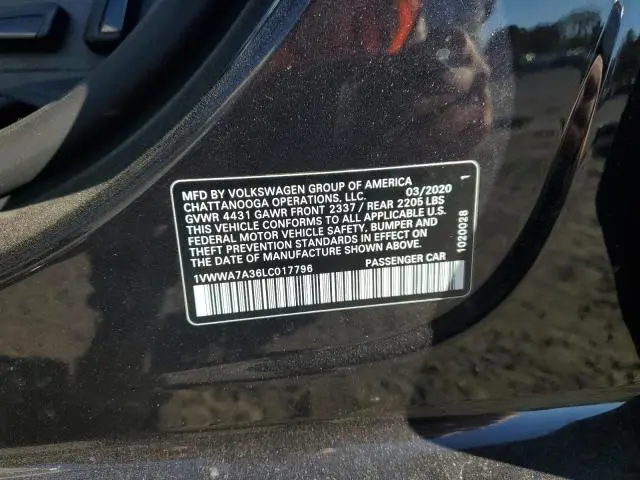 MFD BY VOLKSWAGEN GROUP OF AMERICA
CHATTANOOGA OPERATIONS, LLC. 03/2020 1
GVWR 4431 GAWR FRONT 2337 / REAR 2205 LBS
THIS VEHICLE CONFORMS TO ALL APPLICABLE U.S.
FEDERAL MOTOR VEHICLE SAFETY, BUMPER AND
THEFT PREVENTION STANDARDS IN EFFECT ON
THE DATE OF MANUFACTURE SHOWN ABOVE.
1VWWA7A36LC017796 PASSENGER CAR
1020028